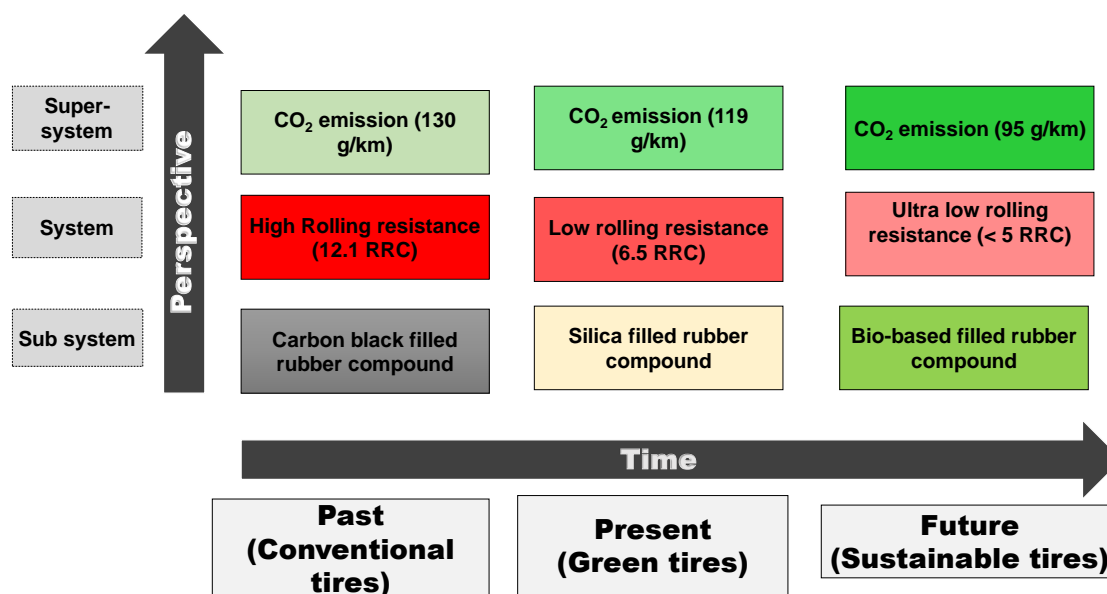 Super-
system
CO₂ emission (130
g/km)
CO₂ emission (119
g/km)
CO₂ emission (95 g/km)
Perspective
System
High Rolling resistance
(12.1 RRC)
Low rolling resistance
(6.5 RRC)
Ultra low rolling
resistance (< 5 RRC)
Sub system
Carbon black filled
rubber compound
Silica filled rubber
compound
Bio-based filled rubber
compound
Time
Past
(Conventional
tires)
Present
(Green tires)
Future
(Sustainable tires)